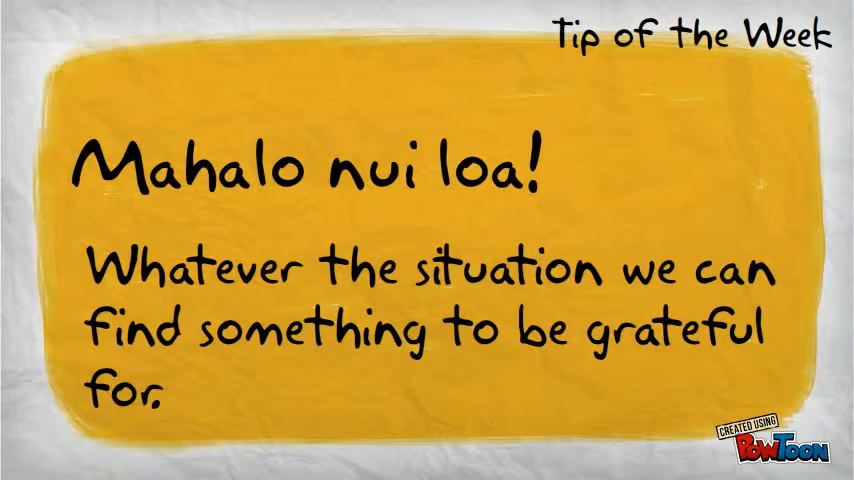 Tip of the Week
Mahalo nui loa!
Whatever the situation we can
find something to be grateful
for.
CREATED USING
POWTOON